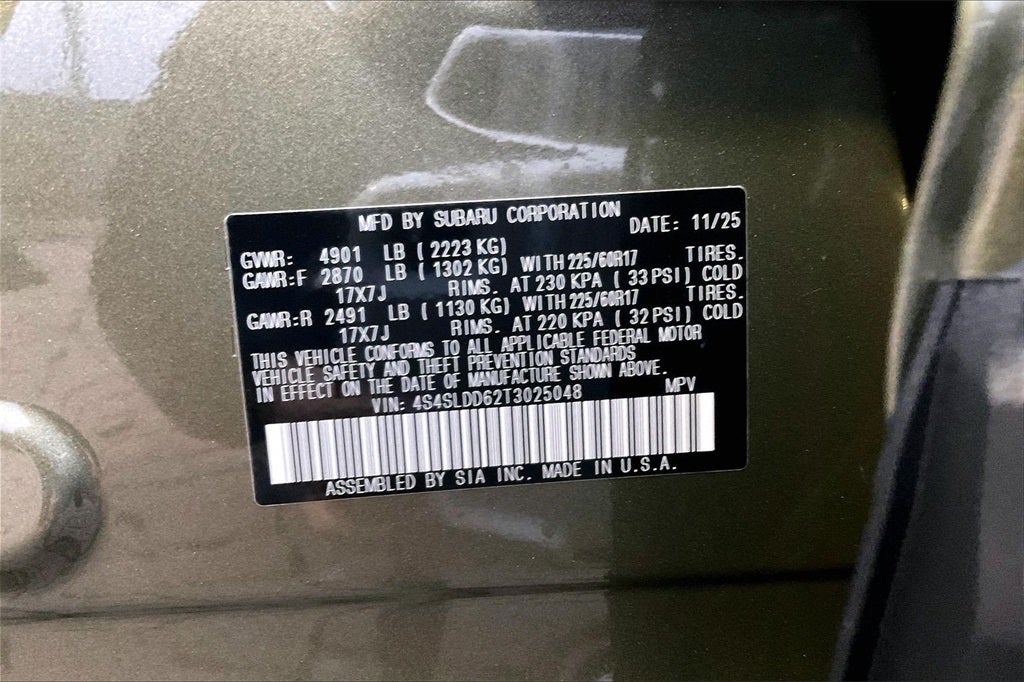 MFD BY SUBARU CORPORATION DATE: 11/25
GVWR: 4901 LB ( 2223 KG)
GAWR:F 2870 LB ( 1302 KG) WITH 225/60R17 TIRES.
17X7J RIMS. AT 230 KPA ( 33 PSI) COLD
GAWR:R 2491 LB ( 1130 KG) WITH 225/60R17 TIRES.
17X7J RIMS. AT 220 KPA ( 32 PSI) COLD
THIS VEHICLE CONFORMS TO ALL APPLICABLE FEDERAL MOTOR
VEHICLE SAFETY AND THEFT PREVENTION STANDARDS
IN EFFECT ON THE DATE OF MANUFACTURE SHOWN ABOVE.
VIN: 4S4SLDD62T3025048 MPV
ASSEMBLED BY SIA INC. MADE IN U.S.A.